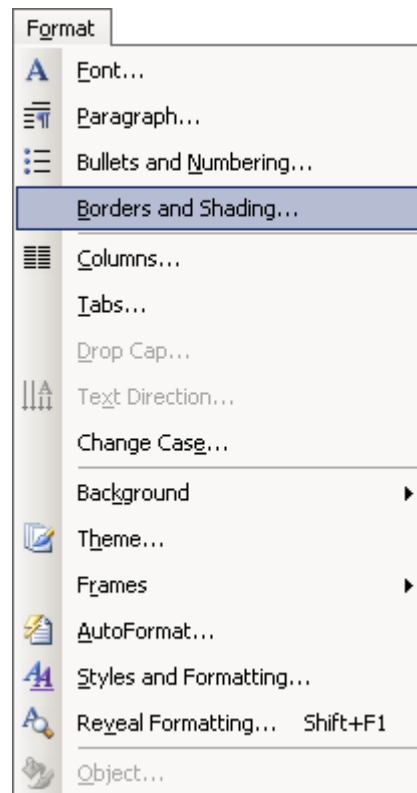 Format
Font...
Paragraph...
Bullets and Numbering...
Borders and Shading...
Columns...
Tabs...
Drop Cap...
Text Direction...
Change Case...
Background
Theme...
Frames
AutoFormat...
Styles and Formatting...
Reveal Formatting... Shift+F1
Object...